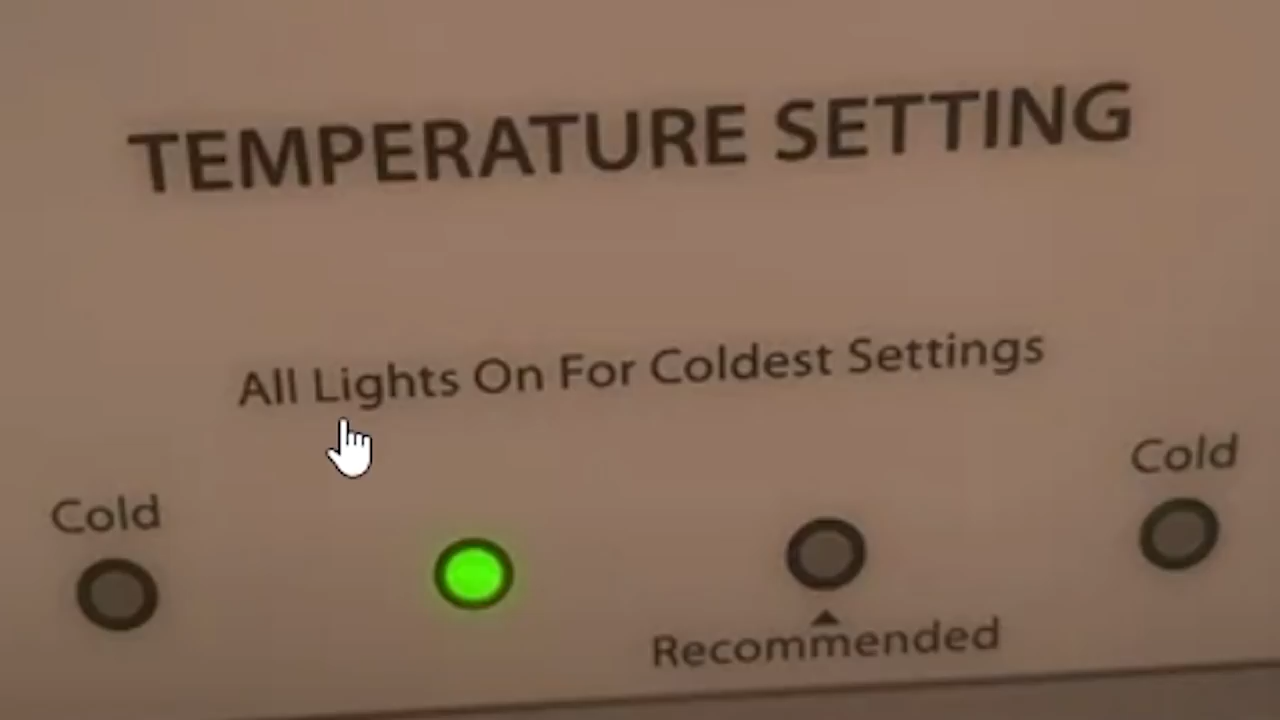 TEMPERATURE SETTING
All Lights On For Coldest Settings
Cold
Cold
Recommended